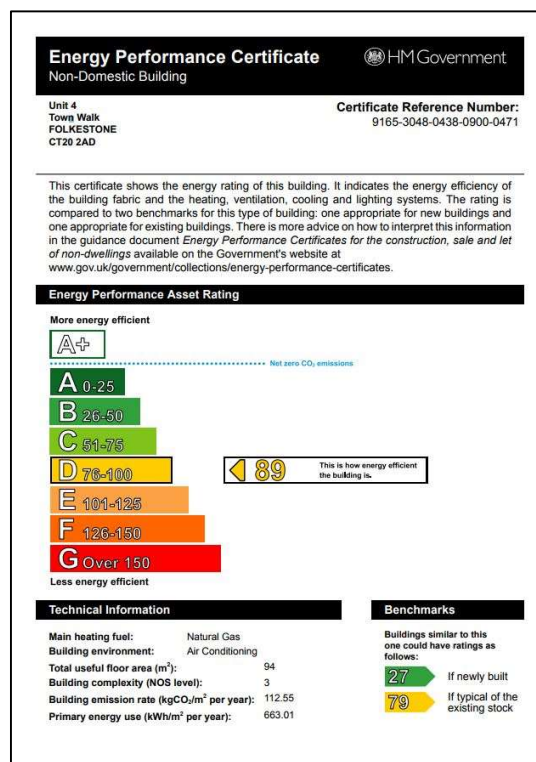 Energy Performance Certificate
HM Government
Non-Domestic Building
Unit 4
Town Walk
FOLKESTONE
CT20 2AD
Certificate Reference Number:
9165-3048-0438-0900-0471
This certificate shows the energy rating of this building. It indicates the energy efficiency of
the building fabric and the heating, ventilation, cooling and lighting systems. The rating is
compared to two benchmarks for this type of building: one appropriate for new buildings and
one appropriate for existing buildings. There is more advice on how to interpret this information
in the guidance document Energy Performance Certificates for the construction, sale and let
of non-dwellings available on the Government's website at
www.gov.uk/government/collections/energy-performance-certificates.
Energy Performance Asset Rating
More energy efficient
A+
Net zero CO₂ emissions
A 0-25
B 26-50
C 51-75
D 76-100
89
This is how energy efficient
the building is.
E 101-125
F 126-150
G Over 150
Less energy efficient
Technical Information
Main heating fuel: Natural Gas
Building environment: Air Conditioning
Total useful floor area (m²): 94
Building complexity (NOS level): 3
Building emission rate (kgCO₂/m² per year): 112.55
Primary energy use (kWh/m² per year): 663.01
Benchmarks
Buildings similar to this
one could have ratings as
follows:
27 If newly built
79 If typical of the
existing stock